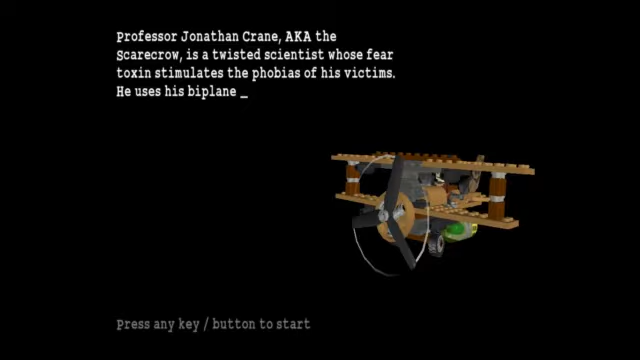 Professor Jonathan Crane, AKA the
Scarecrow, is a twisted scientist whose fear
toxin stimulates the phobias of his victims.
He uses his biplane _
Press any key / button to start